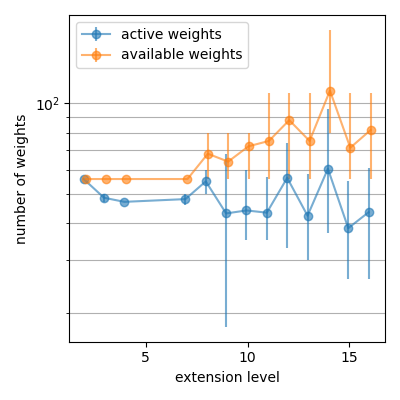 active weights
available weights
10²
number of weights
5 10 15
extension level